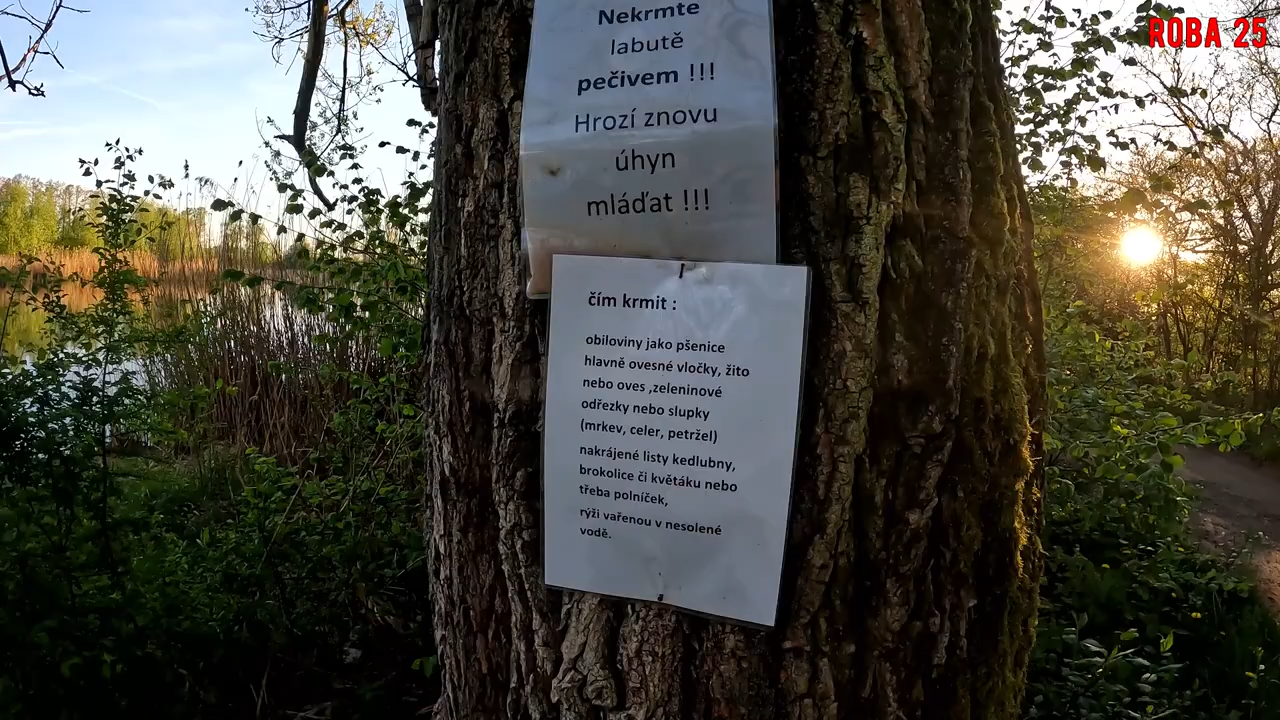 ROBA 25
Nekrmte
labutě
pečivem !!!
Hrozí znovu
úhyn
mláďat !!!
čím krmit :
obiloviny jako pšenice
hlavně ovesné vločky, žito
nebo oves ,zeleninové
odřezky nebo slupky
(mrkev, celer, petržel)
nakrájené listy kedlubny,
brokolice či květáku nebo
třeba polníček,
rýži vařenou v nesolené
vodě.